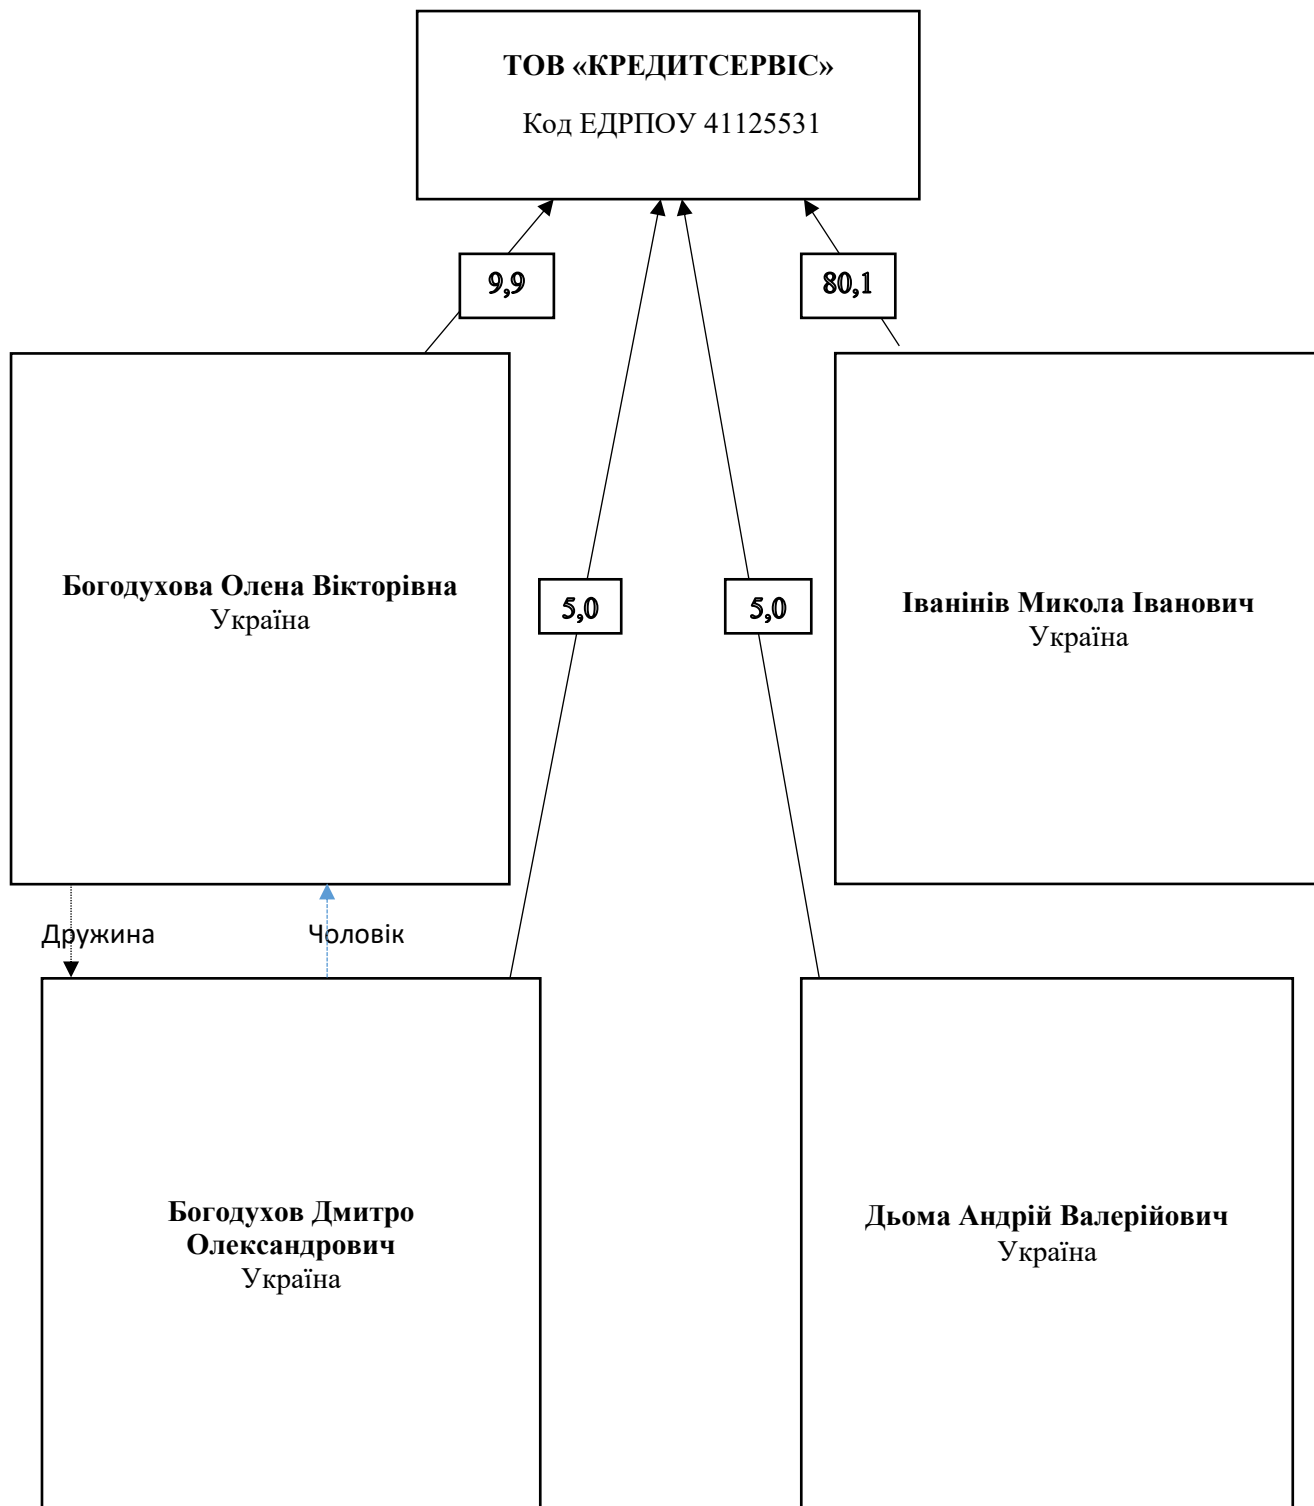 ТОВ «КРЕДИТСЕРВІС»
Код ЕДРПОУ 41125531
9,9
80,1
Богодухова Олена Вікторівна
Україна
5,0
5,0
Іванінів Микола Іванович
Україна
Дружина
Чоловік
Богодухов Дмитро
Олександрович
Україна
Дьома Андрій Валерійович
Україна